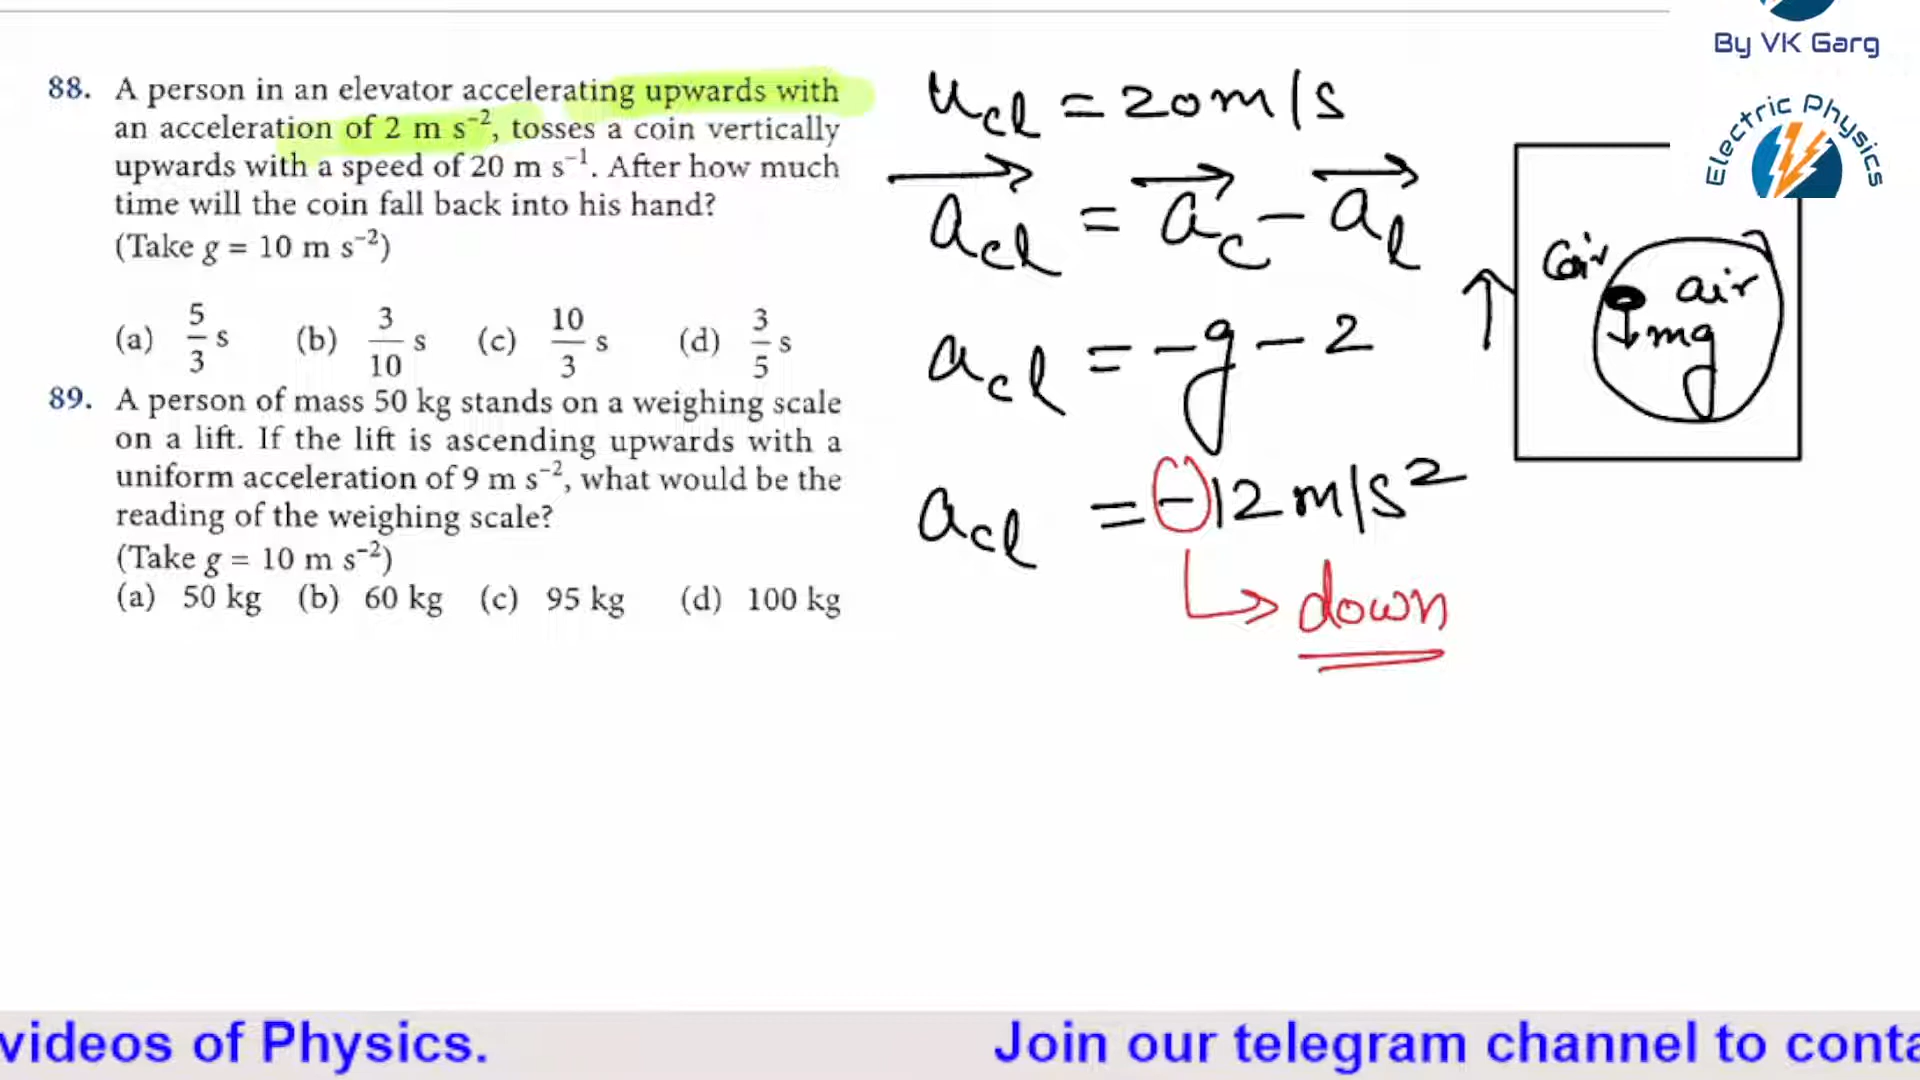 By VK Garg
Electric Physics
88. A person in an elevator accelerating upwards with
an acceleration of 2 m s⁻², tosses a coin vertically
upwards with a speed of 20 m s⁻¹. After how much
time will the coin fall back into his hand?
(Take g = 10 m s⁻²)
(a) 5/3 s (b) 3/10 s (c) 10/3 s (d) 3/5 s
89. A person of mass 50 kg stands on a weighing scale
on a lift. If the lift is ascending upwards with a
uniform acceleration of 9 m s⁻², what would be the
reading of the weighing scale?
(Take g = 10 m s⁻²)
(a) 50 kg (b) 60 kg (c) 95 kg (d) 100 kg
u_cl = 20 m/s
a_cl = a_c - a_l
a_cl = -g - 2
a_cl = -12 m/s²
down
Coin
air
mg
videos of Physics.
Join our telegram channel to conta